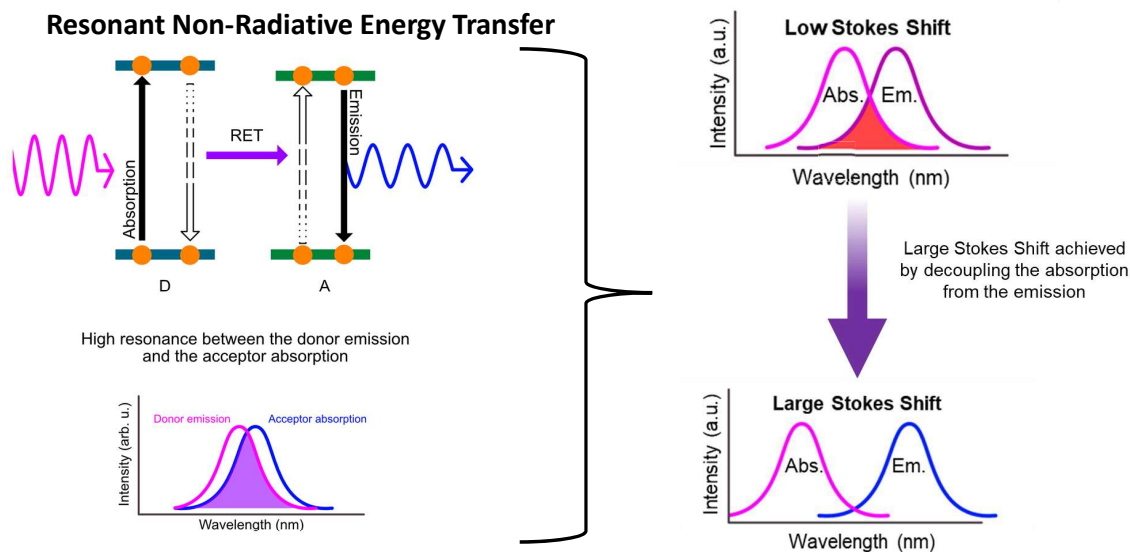 Resonant Non-Radiative Energy Transfer
Absorption
RET
Emission
D
A
High resonance between the donor emission
and the acceptor absorption
Donor emission
Acceptor absorption
Intensity (arb. u.)
Wavelength (nm)
Low Stokes Shift
Abs.
Em.
Intensity (a.u.)
Wavelength (nm)
Large Stokes Shift achieved
by decoupling the absorption
from the emission
Large Stokes Shift
Abs.
Em.
Intensity (a.u.)
Wavelength (nm)